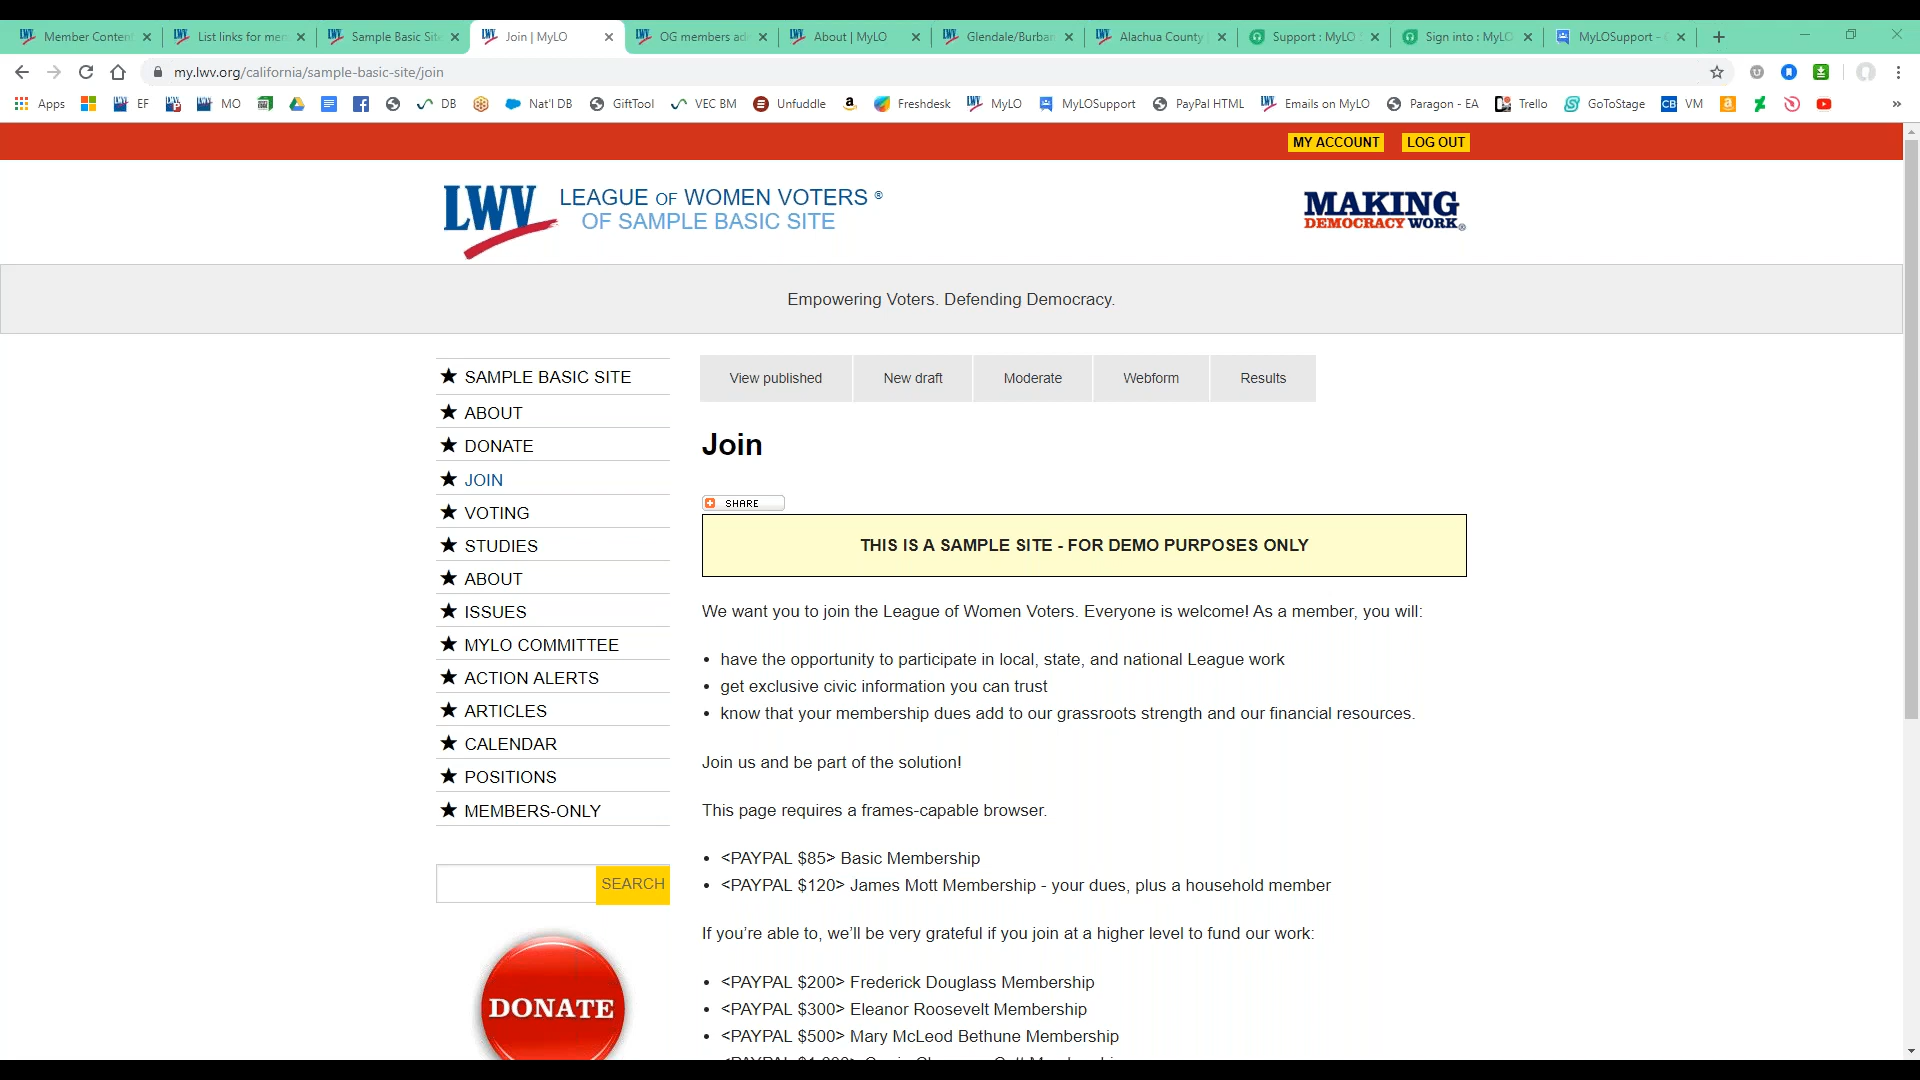 Member Conten
List links for me
Sample Basic Sit
Join | MyLO
OG members ad
About | MyLO
Glendale/Burban
Alachua County
Support : MyLO S
Sign into : MyLO
MyLOSupport -
my.lwv.org/california/sample-basic-site/join
Apps
EF
MO
DB
Nat'l DB
GiftTool
VEC BM
Unfuddle
Freshdesk
MyLO
MyLOSupport
PayPal HTML
Emails on MyLO
Paragon - EA
Trello
GoToStage
CB VM
MY ACCOUNT
LOG OUT
LWV LEAGUE OF WOMEN VOTERS ®
OF SAMPLE BASIC SITE
MAKING
DEMOCRACY WORK®
Empowering Voters. Defending Democracy.
SAMPLE BASIC SITE
ABOUT
DONATE
JOIN
VOTING
STUDIES
ABOUT
ISSUES
MYLO COMMITTEE
ACTION ALERTS
ARTICLES
CALENDAR
POSITIONS
MEMBERS-ONLY
SEARCH
DONATE
View published
New draft
Moderate
Webform
Results
Join
SHARE
THIS IS A SAMPLE SITE - FOR DEMO PURPOSES ONLY
We want you to join the League of Women Voters. Everyone is welcome! As a member, you will:
• have the opportunity to participate in local, state, and national League work
• get exclusive civic information you can trust
• know that your membership dues add to our grassroots strength and our financial resources.
Join us and be part of the solution!
This page requires a frames-capable browser.
• <PAYPAL $85> Basic Membership
• <PAYPAL $120> James Mott Membership - your dues, plus a household member
If you’re able to, we’ll be very grateful if you join at a higher level to fund our work:
• <PAYPAL $200> Frederick Douglass Membership
• <PAYPAL $300> Eleanor Roosevelt Membership
• <PAYPAL $500> Mary McLeod Bethune Membership